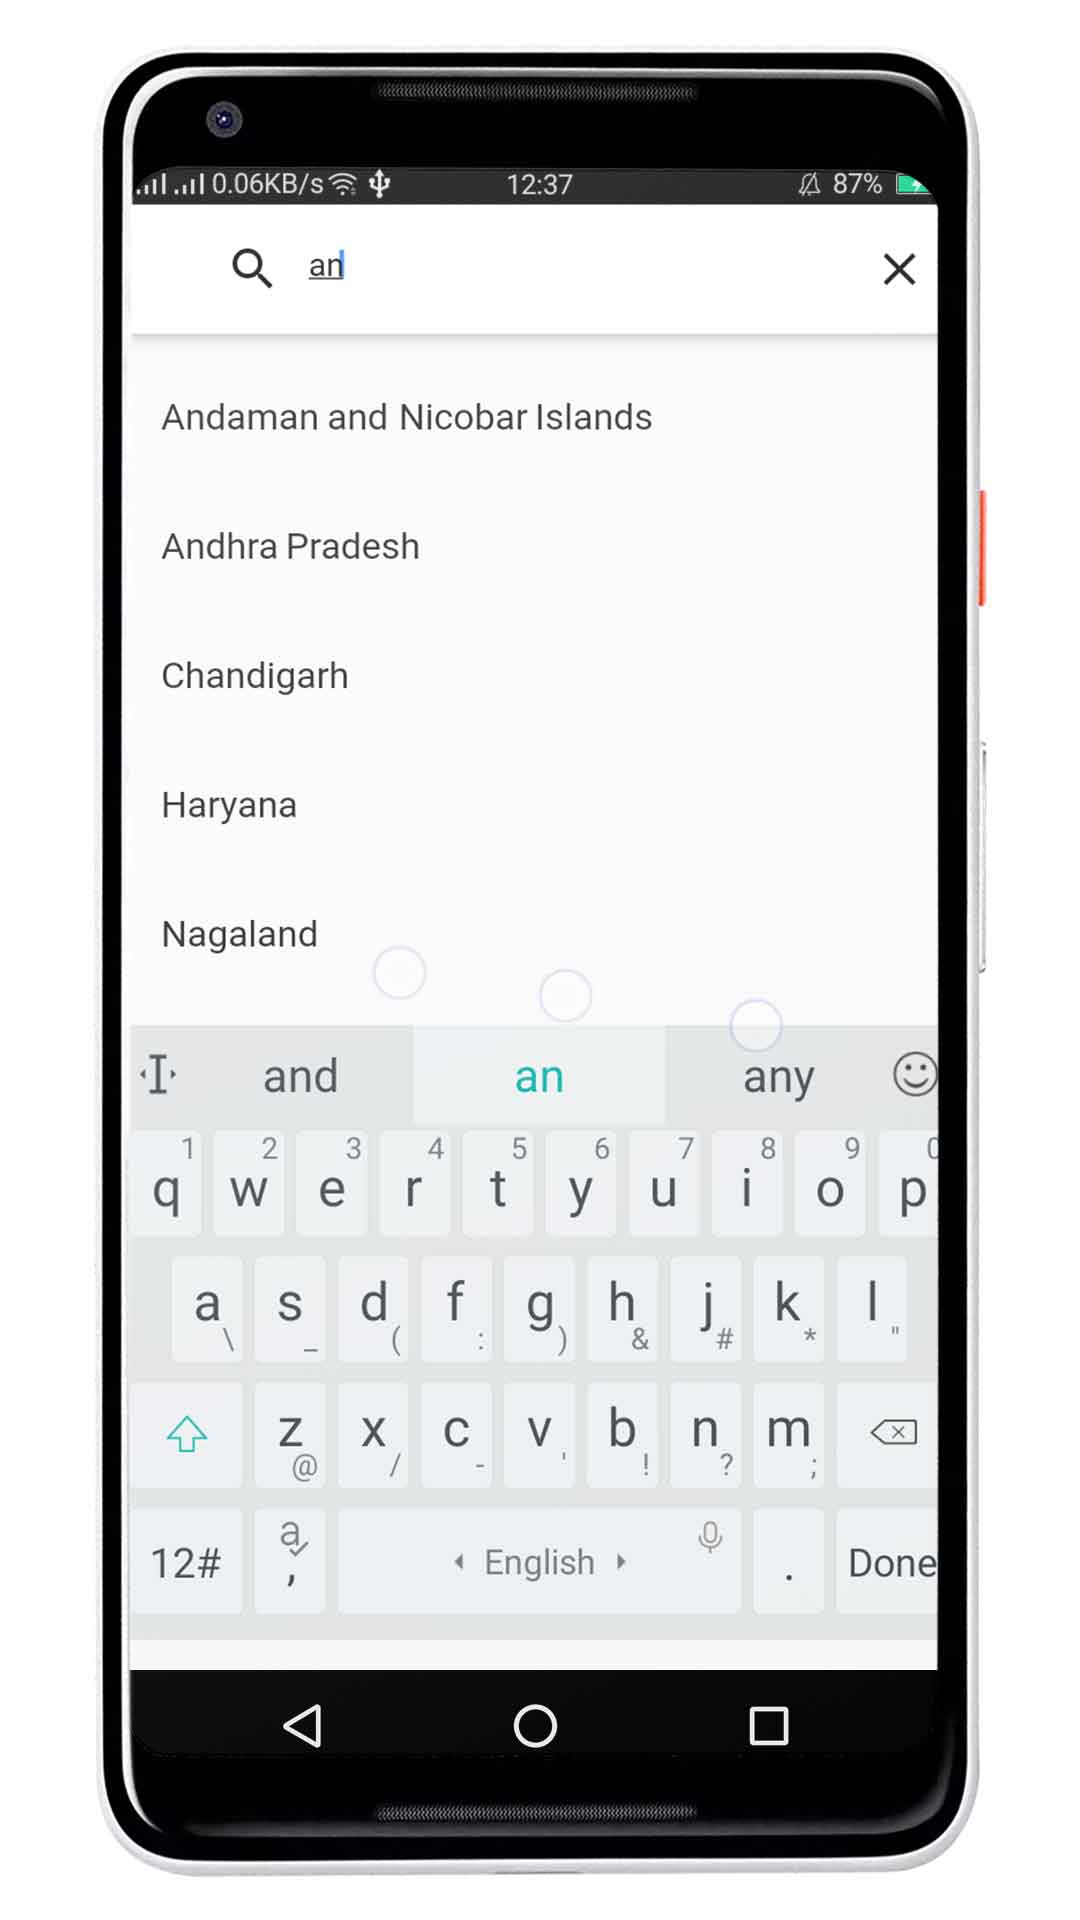 0.06KB/s 12:37 87%
an
Andaman and Nicobar Islands
Andhra Pradesh
Chandigarh
Haryana
Nagaland
and an any
1 2 3 4 5 6 7 8 9 0
q w e r t y u i o p
a s d f g h j k l
\ _ ( : ) & # * "
z x c v b n m
@ / - ' ! ? ;
12# a , English . Done